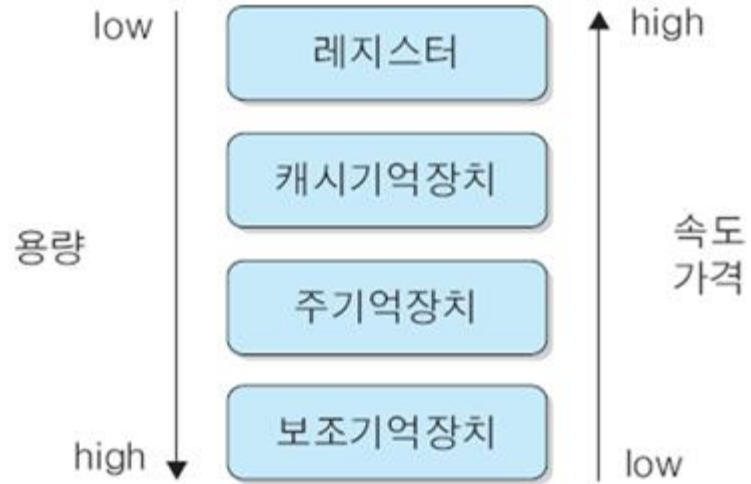 low
레지스터
high
캐시기억장치
용량
속도
가격
주기억장치
보조기억장치
high
low